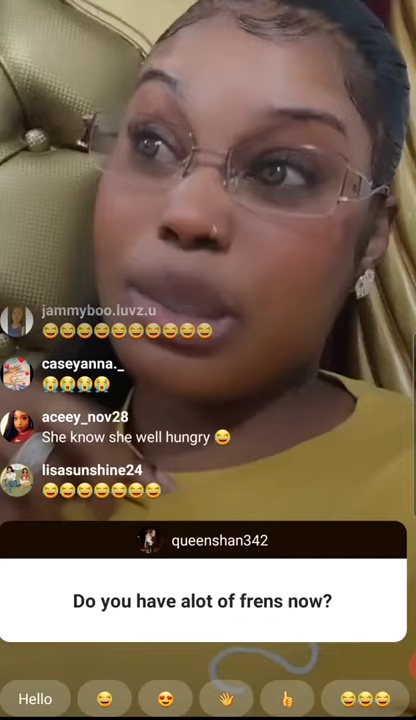 jammyboo.luvz.u
😂😂😂😂😂😂😂😂😂😂
caseyanna._
😭😭😭😭
aceey_nov28
She know she well hungry 😂
lisasunshine24
😂😂😂😂😂😂😂
queenshan342
Do you have alot of frens now?
Hello 😂 😍 👋 👍 😂😂😂